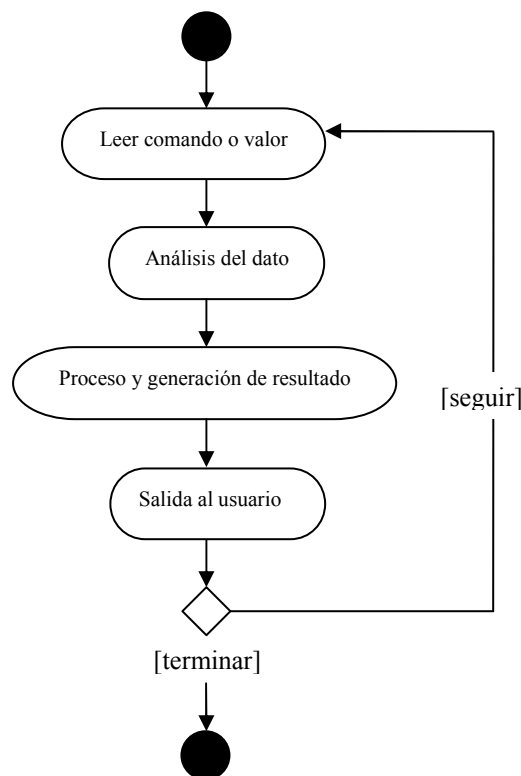 Leer comando o valor
Análisis del dato
Proceso y generación de resultado
[seguir]
Salida al usuario
[terminar]